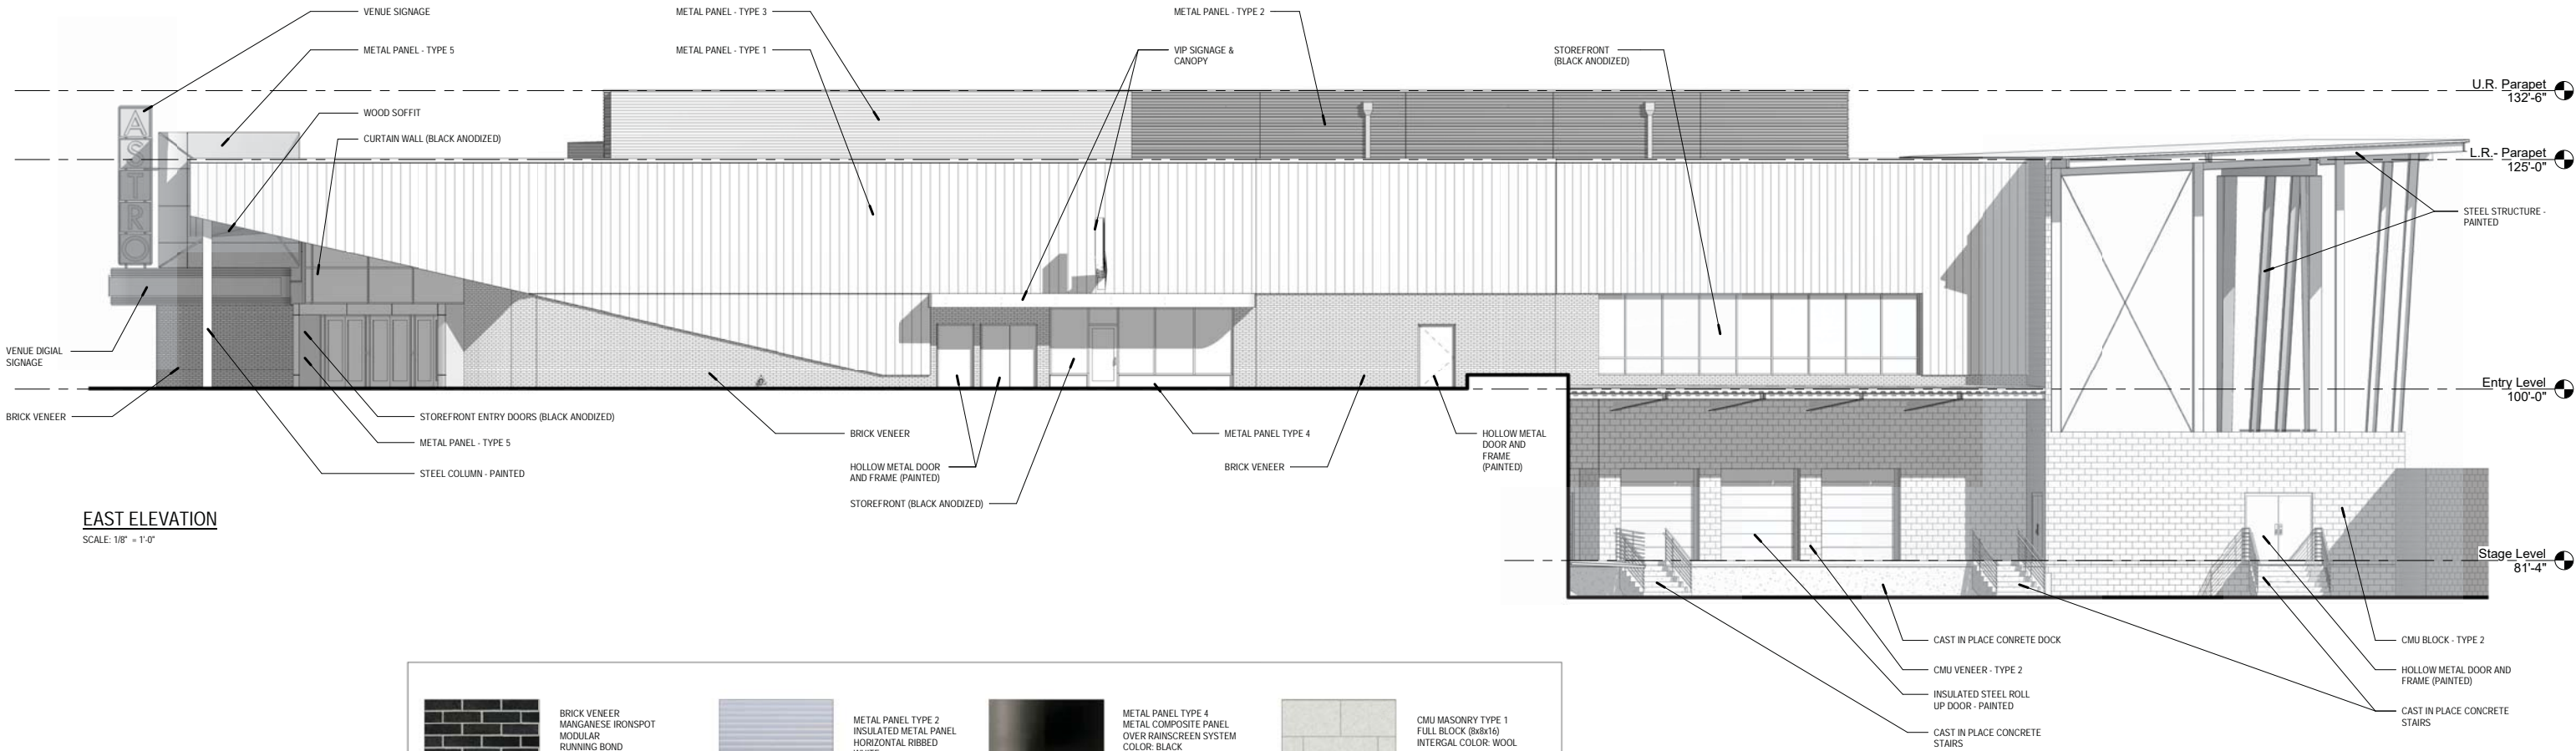 VENUE SIGNAGE
METAL PANEL - TYPE 5
WOOD SOFFIT
CURTAIN WALL (BLACK ANODIZED)
METAL PANEL - TYPE 3
METAL PANEL - TYPE 1
METAL PANEL - TYPE 2
VIP SIGNAGE &
CANOPY
STOREFRONT
(BLACK ANODIZED)
U.R. Parapet
132'-6"
L.R.- Parapet
125'-0"
STEEL STRUCTURE -
PAINTED
ASTRO
VENUE DIGIAL
SIGNAGE
BRICK VENEER
Entry Level
100'-0"
STOREFRONT ENTRY DOORS (BLACK ANODIZED)
METAL PANEL - TYPE 5
STEEL COLUMN - PAINTED
BRICK VENEER
HOLLOW METAL DOOR
AND FRAME (PAINTED)
STOREFRONT (BLACK ANODIZED)
METAL PANEL TYPE 4
BRICK VENEER
HOLLOW METAL
DOOR AND
FRAME
(PAINTED)
EAST ELEVATION
SCALE: 1/8" = 1'-0"
Stage Level
81'-4"
CAST IN PLACE CONRETE DOCK
CMU VENEER - TYPE 2
INSULATED STEEL ROLL
UP DOOR - PAINTED
CAST IN PLACE CONCRETE
STAIRS
CMU BLOCK - TYPE 2
HOLLOW METAL DOOR AND
FRAME (PAINTED)
CAST IN PLACE CONCRETE
STAIRS
BRICK VENEER
MANGANESE IRONSPOT
MODULAR
RUNNING BOND
METAL PANEL TYPE 2
INSULATED METAL PANEL
HORIZONTAL RIBBED
METAL PANEL TYPE 4
METAL COMPOSITE PANEL
OVER RAINSCREEN SYSTEM
COLOR: BLACK
CMU MASONRY TYPE 1
FULL BLOCK (8x8x16)
INTERGAL COLOR: WOOL